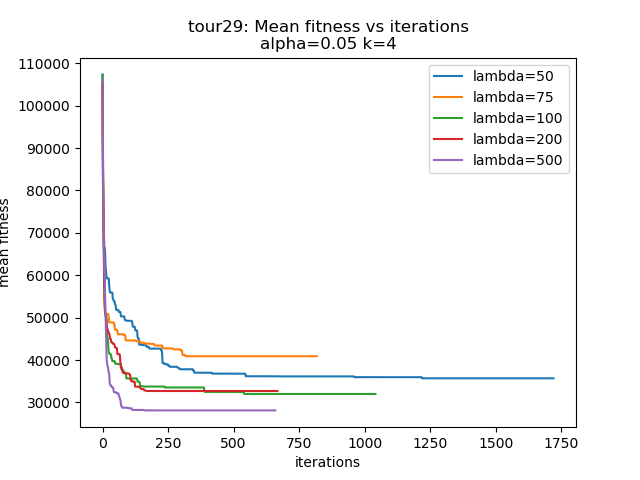 tour29: Mean fitness vs iterations
alpha=0.05 k=4
110000
100000
90000
80000
70000
60000
50000
40000
30000
mean fitness
lambda=50
lambda=75
lambda=100
lambda=200
lambda=500
0 250 500 750 1000 1250 1500 1750
iterations